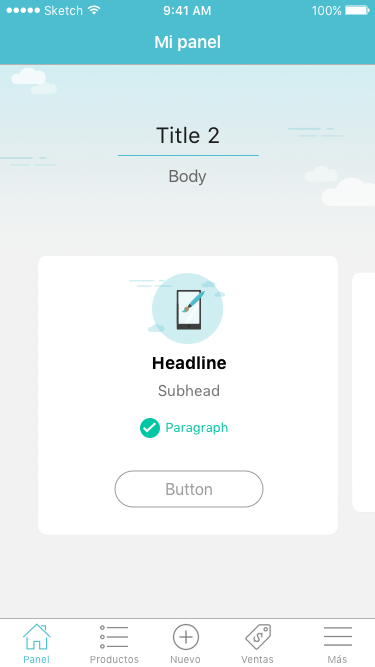 Sketch 9:41 AM 100%
Mi panel
Title 2
Body
Headline
Subhead
Paragraph
Button
Panel Productos Nuevo Ventas Más